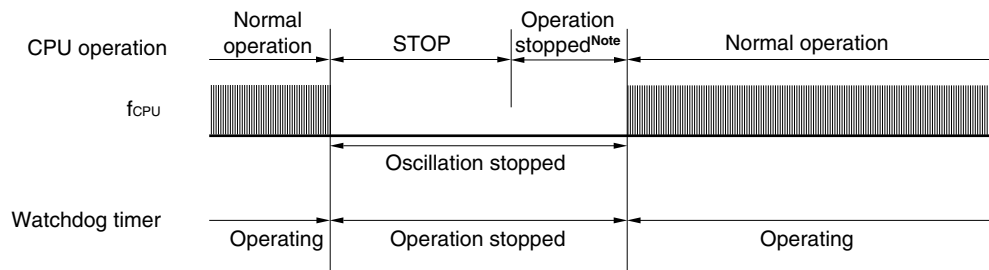 Normal
operation
Operation
stoppedNote
CPU operation
STOP
Normal operation
fCPU
Oscillation stopped
Watchdog timer
Operating
Operation stopped
Operating